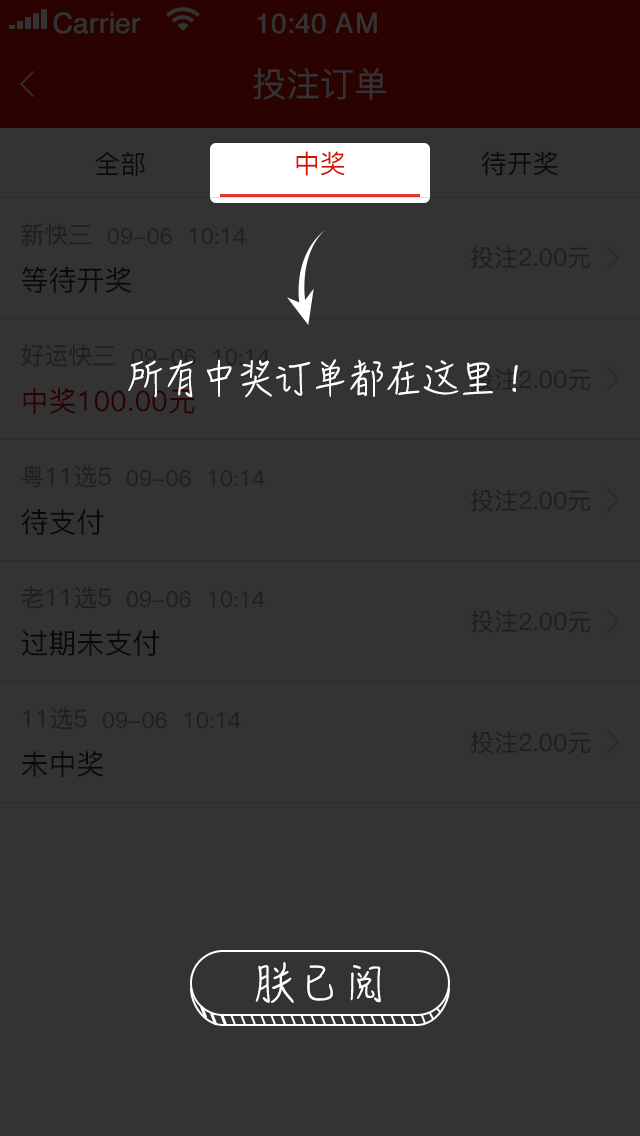 Carrier 10:40 AM
投注订单
全部 中奖 待开奖
新快三 09-06 10:14
等待开奖 投注2.00元
好运快三 09-06 10:14
中奖100.00元 投注2.00元
所有中奖订单都在这里！
粤11选5 09-06 10:14
待支付 投注2.00元
老11选5 09-06 10:14
过期未支付 投注2.00元
11选5 09-06 10:14
未中奖 投注2.00元
朕已阅